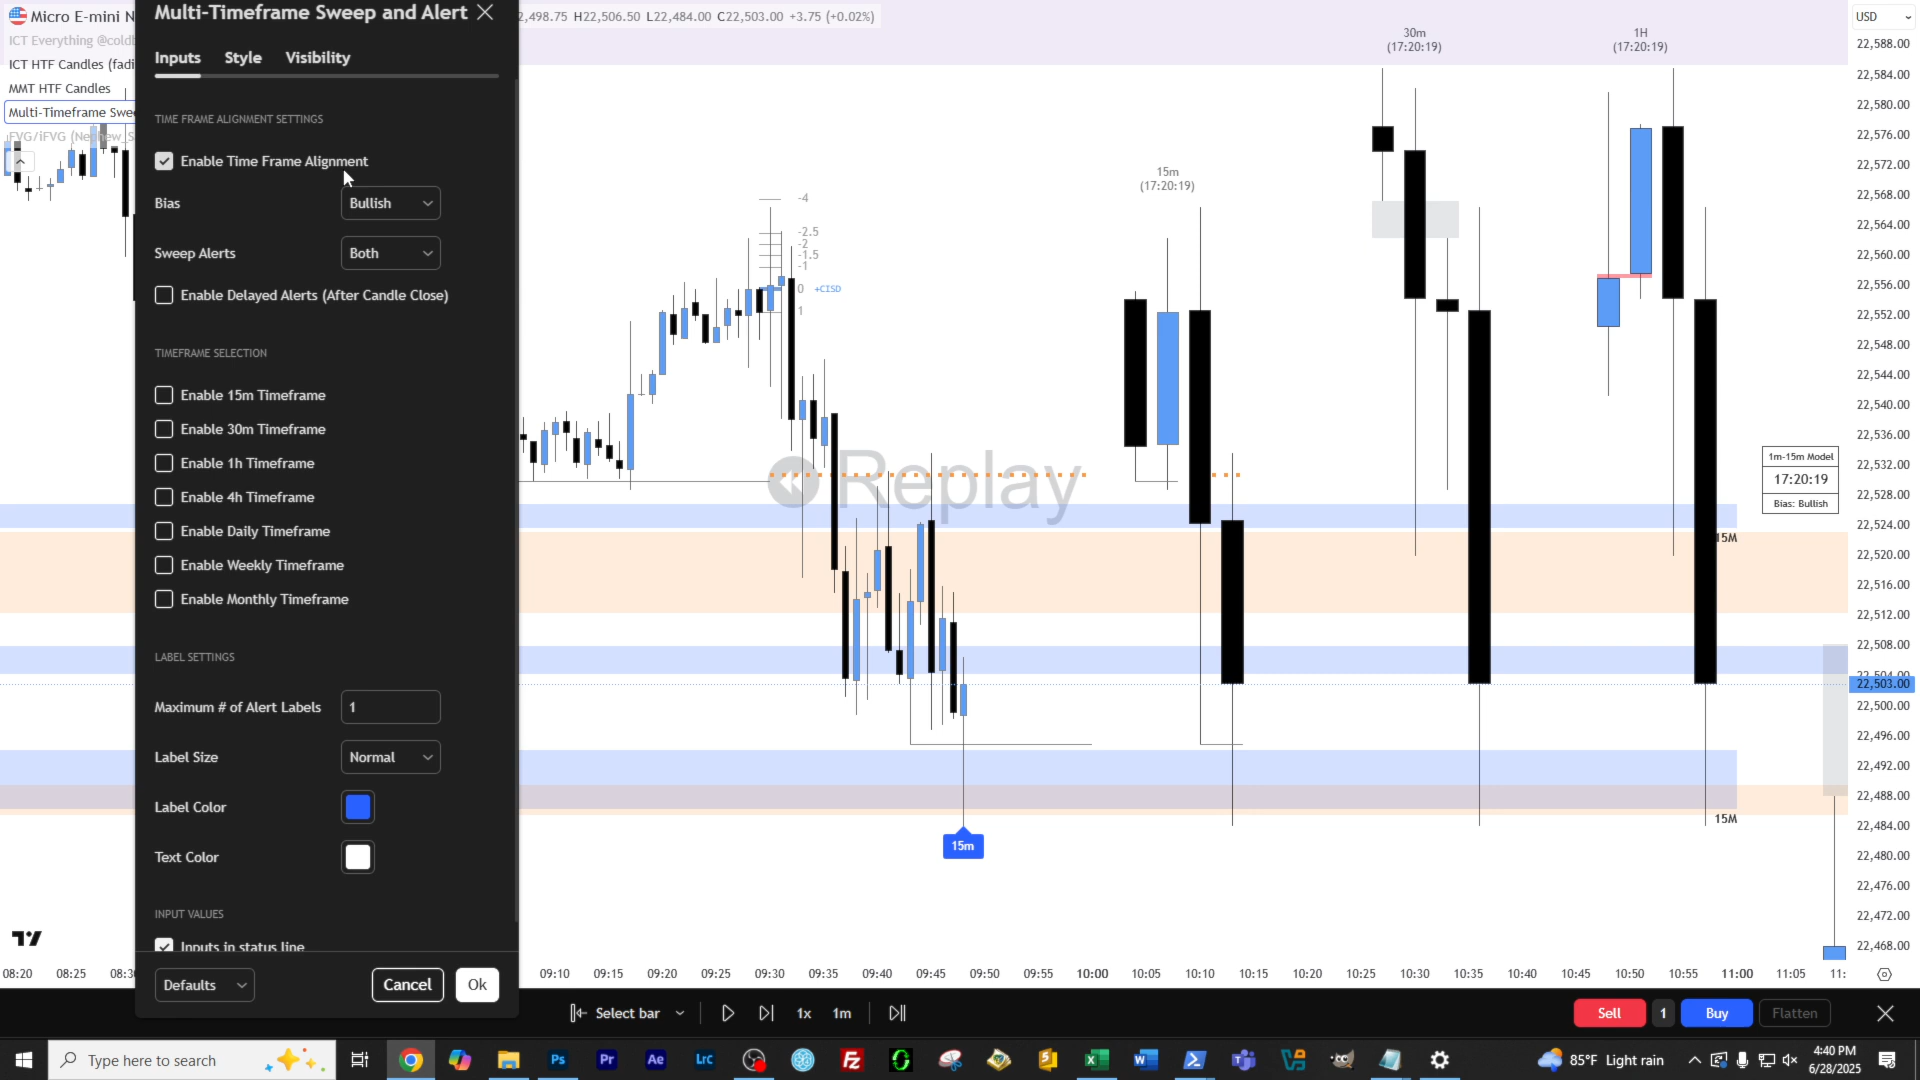 Micro E-mini N
ICT Everything @coldb
ICT HTF Candles (fadi
MMT HTF Candles
Multi-Timeframe Swee
FVG/iFVG (Nephew_S
Multi-Timeframe Sweep and Alert
Inputs
Style
Visibility
TIME FRAME ALIGNMENT SETTINGS
Enable Time Frame Alignment
Bias
Bullish
Sweep Alerts
Both
Enable Delayed Alerts (After Candle Close)
TIMEFRAME SELECTION
Enable 15m Timeframe
Enable 30m Timeframe
Enable 1h Timeframe
Enable 4h Timeframe
Enable Daily Timeframe
Enable Weekly Timeframe
Enable Monthly Timeframe
LABEL SETTINGS
Maximum # of Alert Labels
1
Label Size
Normal
Label Color
Text Color
INPUT VALUES
Inputs in status line
Defaults
Cancel
Ok
2,498.75 H22,506.50 L22,484.00 C22,503.00 +3.75 (+0.02%)
-4
-2.5
-2
-1.5
-1
0
+CISD
1
Replay
15m
15m
(17:20:19)
30m
(17:20:19)
1H
(17:20:19)
1m-15m Model
17:20:19
Bias: Bullish
15M
15M
USD
22,588.00
22,584.00
22,580.00
22,576.00
22,572.00
22,568.00
22,564.00
22,560.00
22,556.00
22,552.00
22,548.00
22,544.00
22,540.00
22,536.00
22,532.00
22,528.00
22,524.00
22,520.00
22,516.00
22,512.00
22,508.00
22,504.00
22,503.00
22,500.00
22,496.00
22,492.00
22,488.00
22,484.00
22,480.00
22,476.00
22,472.00
22,468.00
08:20
08:25
08:30
09:10
09:15
09:20
09:25
09:30
09:35
09:40
09:45
09:50
09:55
10:00
10:05
10:10
10:15
10:20
10:25
10:30
10:35
10:40
10:45
10:50
10:55
11:00
11:05
11:
Select bar
1x
1m
Sell
1
Buy
Flatten
Type here to search
Ps
Pr
Ae
Lrc
85°F Light rain
4:40 PM
6/28/2025